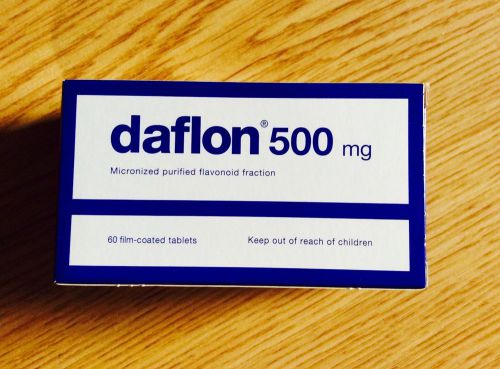 daflon® 500 mg
Micronized purified flavonoid fraction
60 film-coated tablets Keep out of reach of children